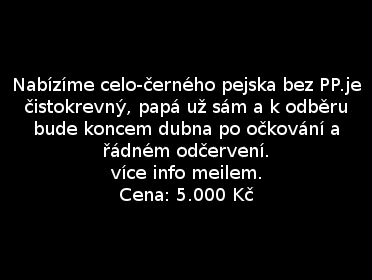 Nabízíme celo-černého pejska bez PP.je
čistokrevný, papá už sám a k odběru
bude koncem dubna po očkování a
řádném odčervení.
více info meilem.
Cena: 5.000 Kč